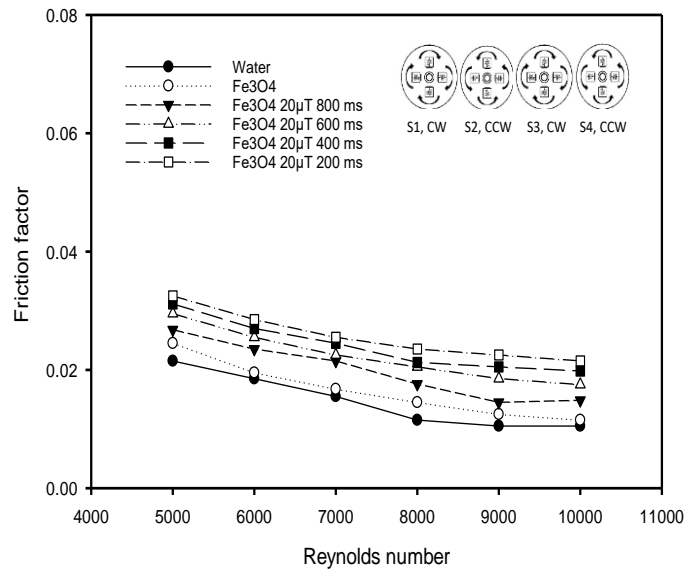 0.08
0.06
0.04
0.02
0.00
Friction factor
Water
Fe3O4
Fe3O4 20µT 800 ms
Fe3O4 20µT 600 ms
Fe3O4 20µT 400 ms
Fe3O4 20µT 200 ms
S1, CW S2, CCW S3, CW S4, CCW
4000 5000 6000 7000 8000 9000 10000 11000
Reynolds number